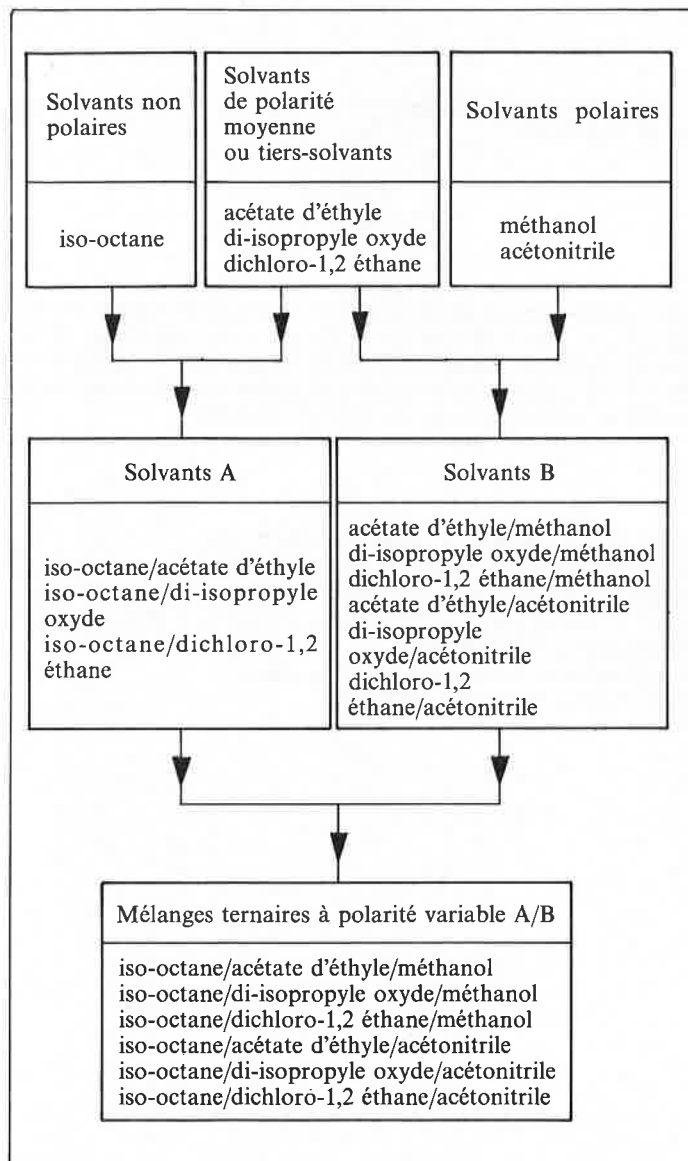 Solvants non
polaires
iso-octane
Solvants
de polarité
moyenne
ou tiers-solvants
acétate d'éthyle
di-isopropyle oxyde
dichloro-1,2 éthane
Solvants polaires
méthanol
acétonitrile
Solvants A
iso-octane/acétate d'éthyle
iso-octane/di-isopropyle
oxyde
iso-octane/dichloro-1,2
éthane
Solvants B
acétate d'éthyle/méthanol
di-isopropyle oxyde/méthanol
dichloro-1,2 éthane/méthanol
acétate d'éthyle/acétonitrile
di-isopropyle
oxyde/acétonitrile
dichloro-1,2
éthane/acétonitrile
Mélanges ternaires à polarité variable A/B
iso-octane/acétate d'éthyle/méthanol
iso-octane/di-isopropyle oxyde/méthanol
iso-octane/dichloro-1,2 éthane/méthanol
iso-octane/acétate d'éthyle/acétonitrile
iso-octane/di-isopropyle oxyde/acétonitrile
iso-octane/dichloro-1,2 éthane/acétonitrile